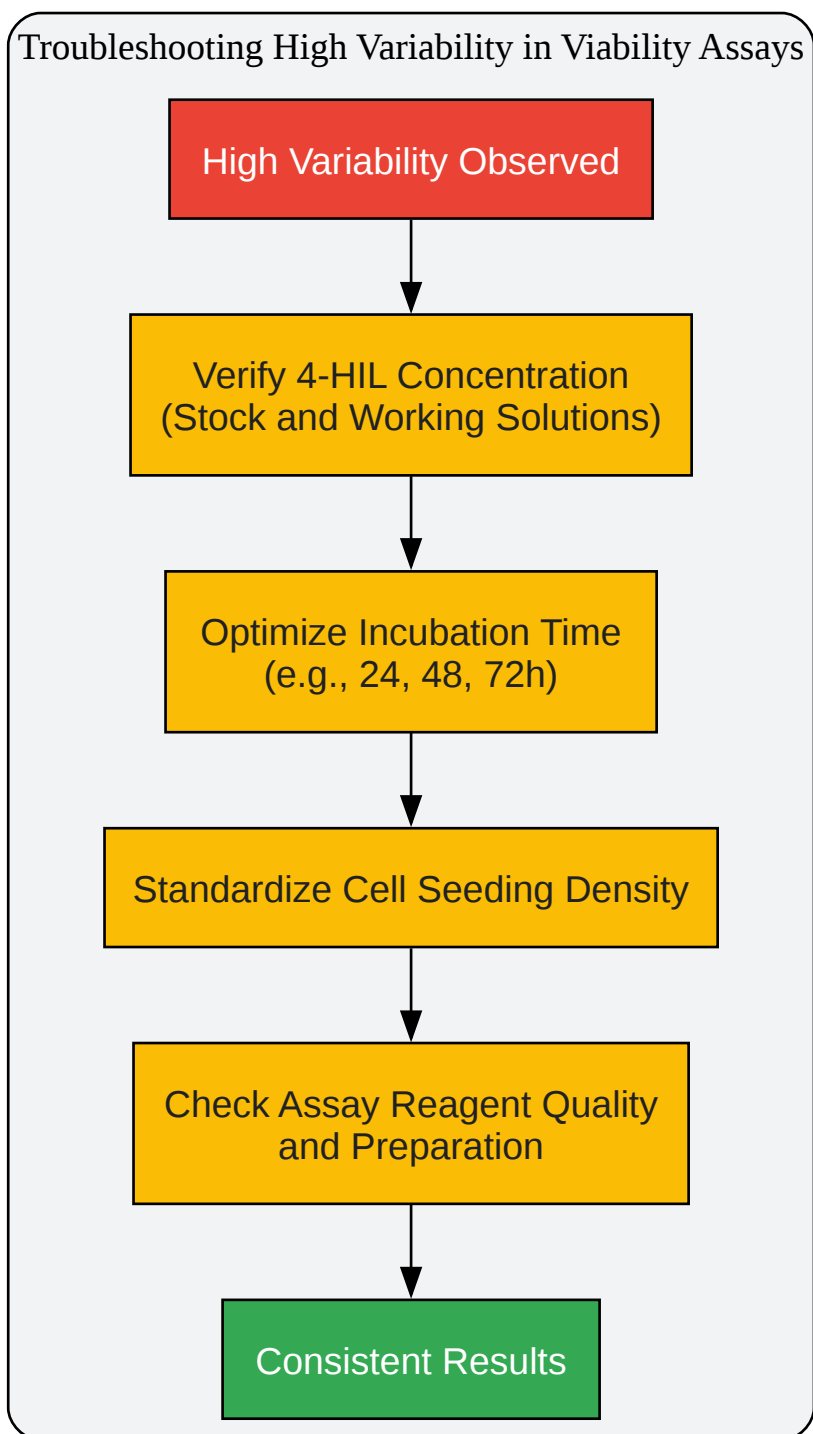 Troubleshooting High Variability in Viability Assays
High Variability Observed
Verify 4-HIL Concentration
(Stock and Working Solutions)
Optimize Incubation Time
(e.g., 24, 48, 72h)
Standardize Cell Seeding Density
Check Assay Reagent Quality
and Preparation
Consistent Results